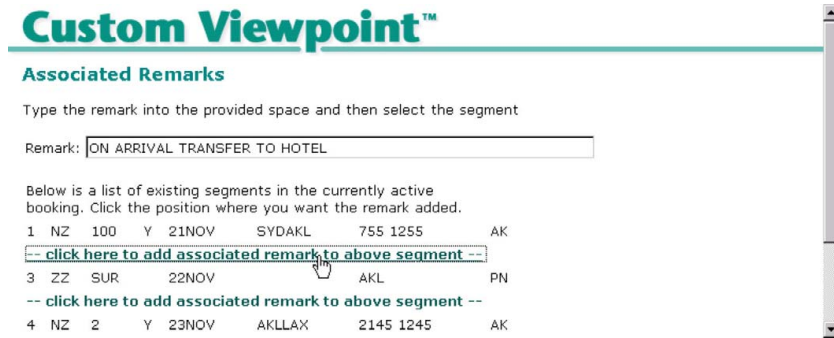 Custom Viewpoint™
Associated Remarks
Type the remark into the provided space and then select the segment
Remark: ON ARRIVAL TRANSFER TO HOTEL
Below is a list of existing segments in the currently active
booking. Click the position where you want the remark added.
1 NZ 100 Y 21NOV SYDAKL 755 1255 AK
-- click here to add associated remark to above segment --
3 ZZ SUR 22NOV AKL PN
-- click here to add associated remark to above segment --
4 NZ 2 Y 23NOV AKLLAX 2145 1245 AK